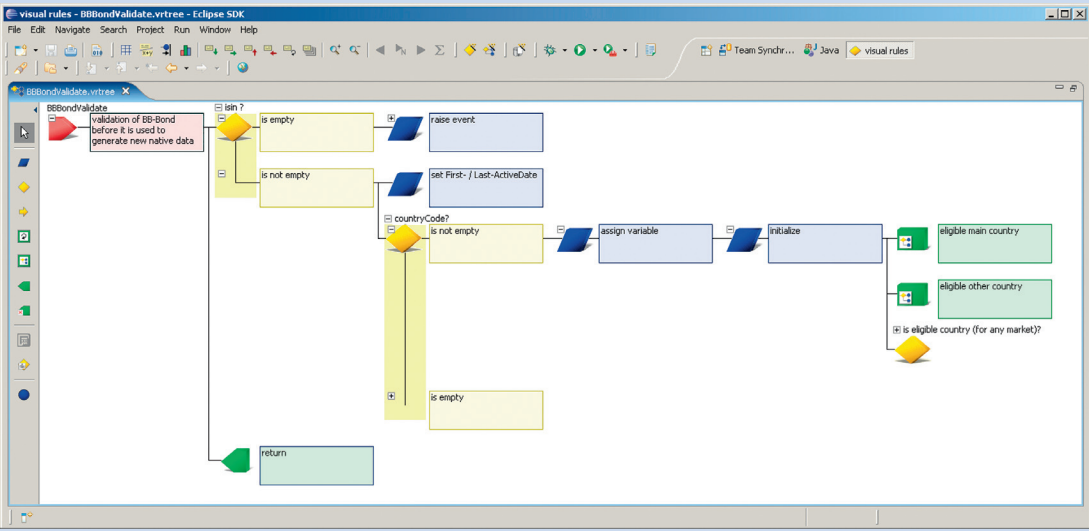 visual rules - BBBondValidate.vrtree - Eclipse SDK
File Edit Navigate Search Project Run Window Help
Team Synchr... Java visual rules
BBBondValidate.vrtree
BBBondValidate
validation of BB-Bond
before it is used to
generate new native data
isin ?
is empty
raise event
is not empty
set First- / Last-ActiveDate
countryCode?
is not empty
assign variable
initialize
eligible main country
eligible other country
is eligible country (for any market)?
is empty
return